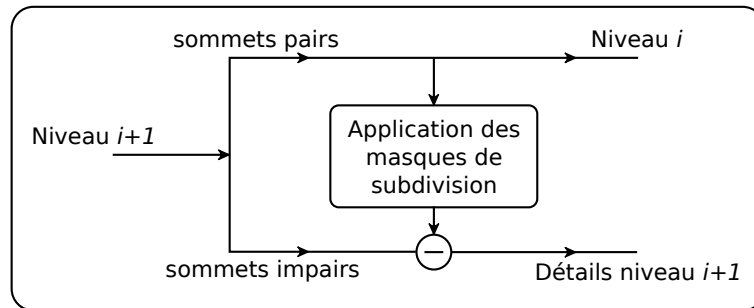 sommets pairs
Niveau i
Niveau i+1
Application des
masques de
subdivision
−
sommets impairs
Détails niveau i+1